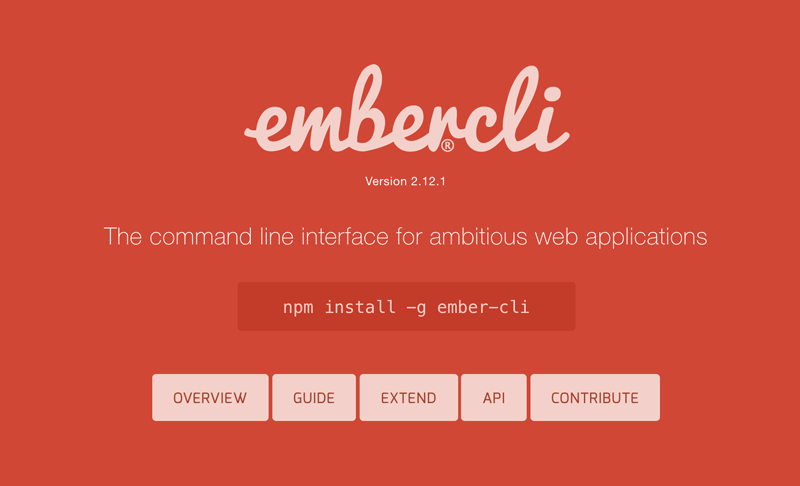 embercli®
Version 2.12.1
The command line interface for ambitious web applications
npm install -g ember-cli
OVERVIEW GUIDE EXTEND API CONTRIBUTE